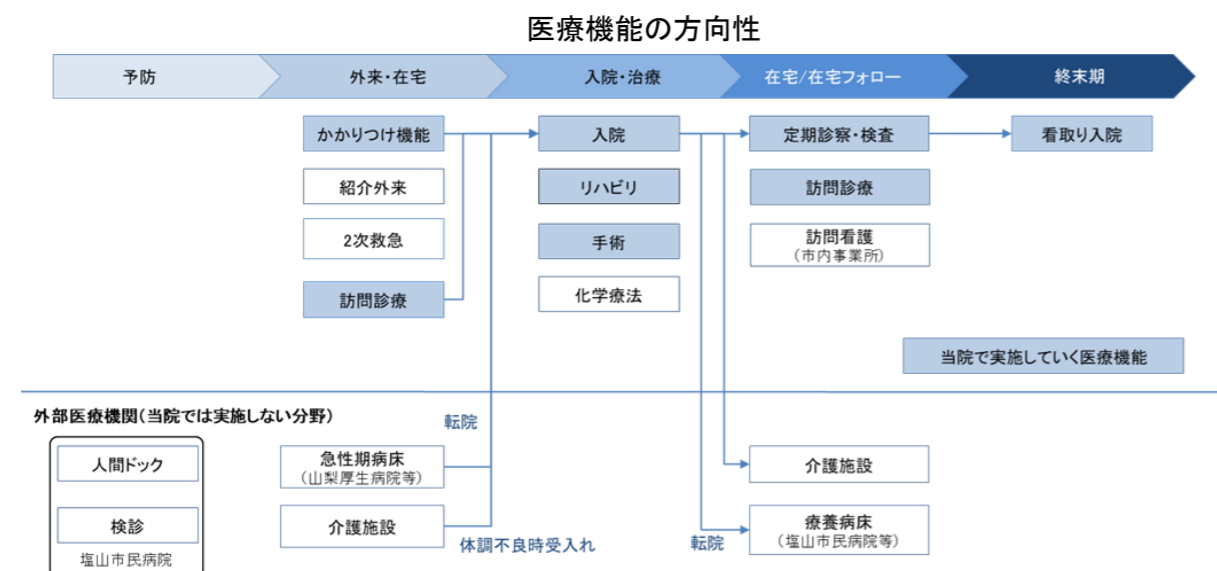 医療機能の方向性
予防
外来・在宅
入院・治療
在宅/在宅フォロー
終末期
かかりつけ機能
入院
定期診察・検査
看取り入院
紹介外来
リハビリ
訪問診療
2次救急
手術
訪問看護
（市内事業所）
訪問診療
化学療法
当院で実施していく医療機能
外部医療機関（当院では実施しない分野）
転院
人間ドック
急性期病床
（山梨厚生病院等）
介護施設
検診
介護施設
療養病床
（塩山市民病院等）
体調不良時受入れ
転院
塩山市民病院